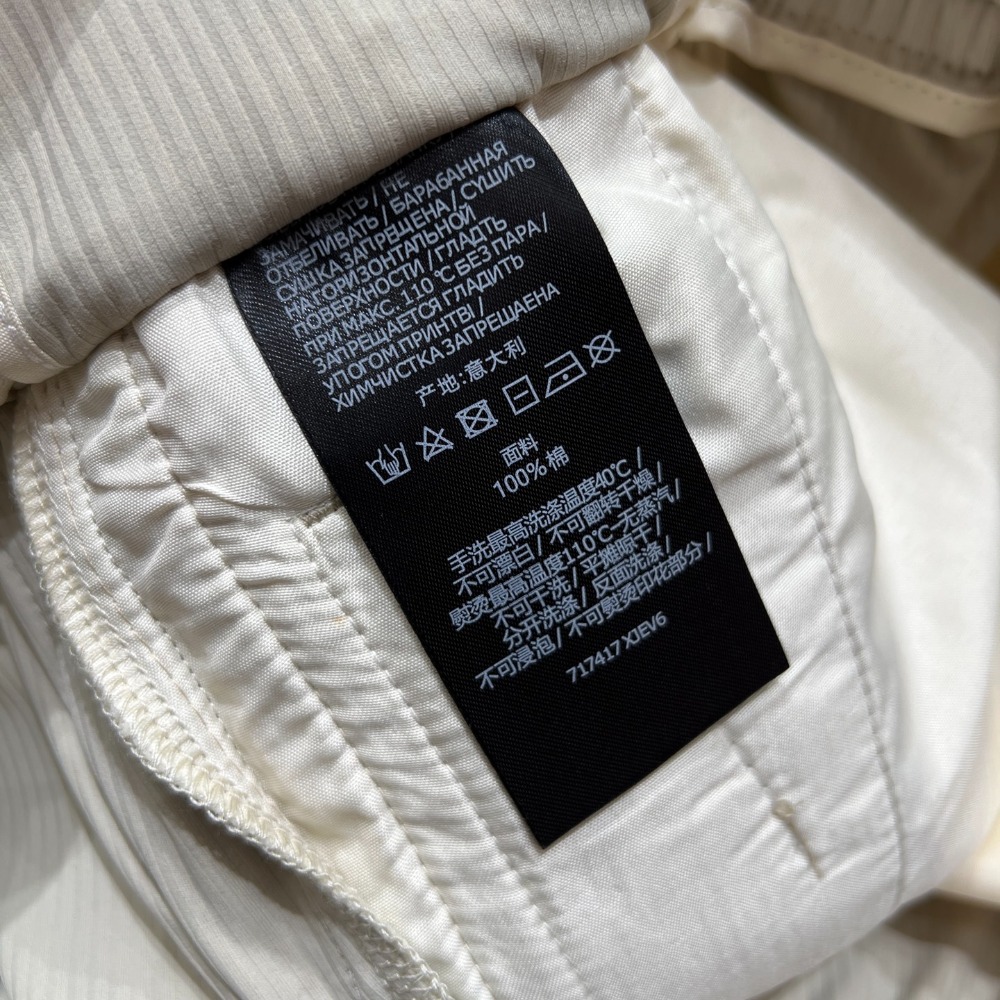 ЗАМАЧИВАТЬ / НЕ
ОТБЕЛИВАТЬ / БАРАБАННАЯ
СУШКА ЗАПРЕЩЕНА / СУШИТЬ
НА ГОРИЗОНТАЛЬНОЙ
ПОВЕРХНОСТИ / ГЛАДТЬ
ПРИ МАКС. 110 °C БЕЗ ПАРА /
ЗАПРЕЩАЕТСЯ ГЛАДИТЬ
УТЮГОМ ПРИНТЫ /
ХИМЧИСТКА ЗАПРЕЩАЕНА
产地:意大利
面料
100% 棉
手洗最高洗涤温度40℃ /
不可漂白 / 不可翻转干燥 /
熨烫最高温度110℃-无蒸汽 /
不可干洗 / 平摊晾干 /
分开洗涤 / 反面洗涤 /
不可浸泡 / 不可熨烫印花部分 /
717417 XJEV6